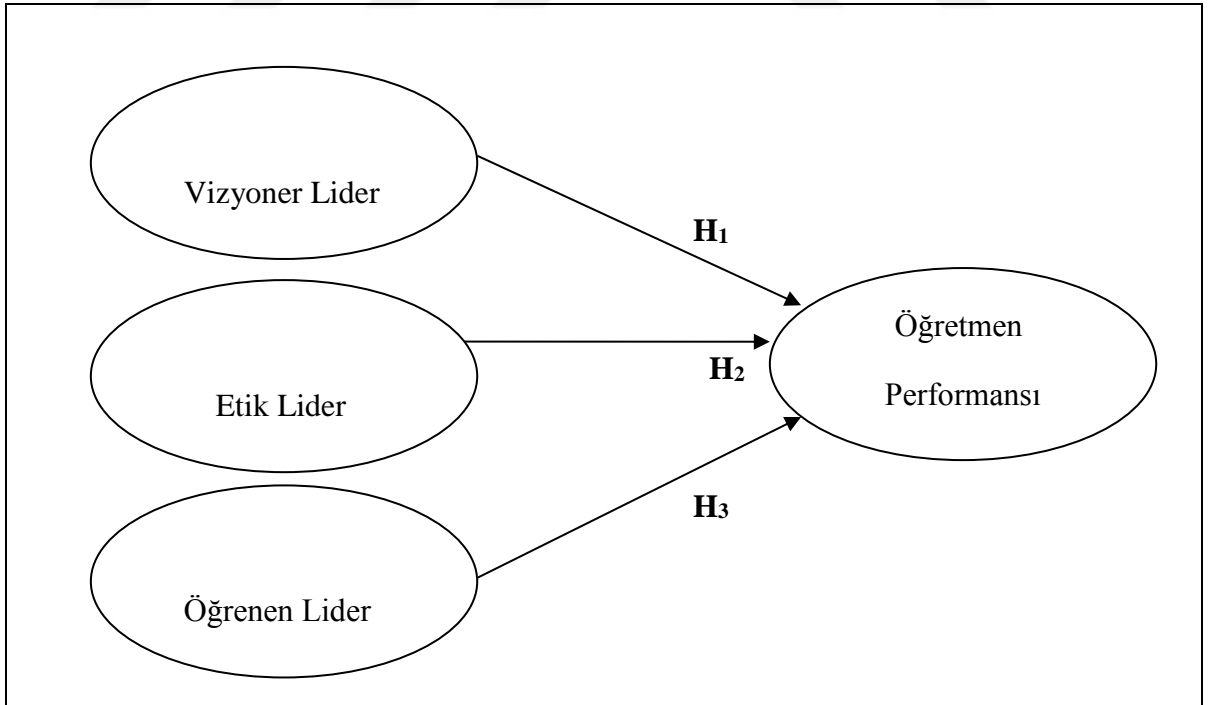 Vizyoner Lider
H1
Öğretmen
Performansı
H2
Etik Lider
H3
Öğrenen Lider